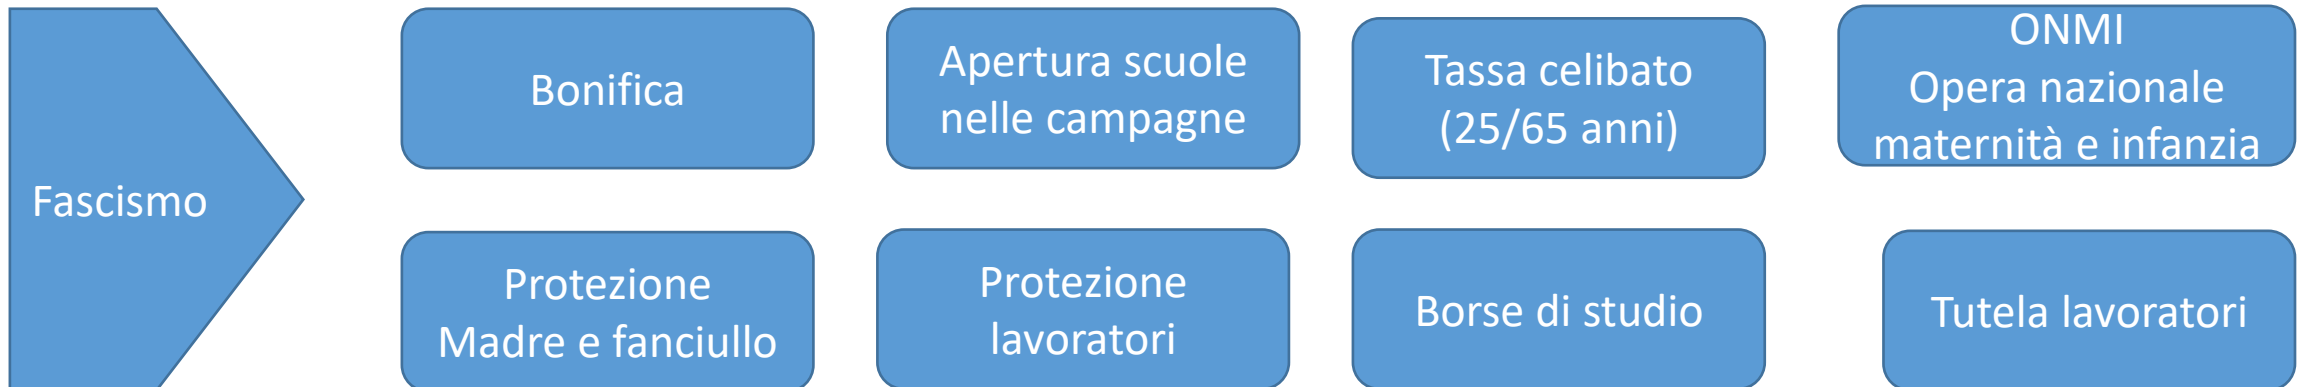 Fascismo
Bonifica
Apertura scuole
nelle campagne
Tassa celibato
(25/65 anni)
ONMI
Opera nazionale
maternità e infanzia
Protezione
Madre e fanciullo
Protezione
lavoratori
Borse di studio
Tutela lavoratori